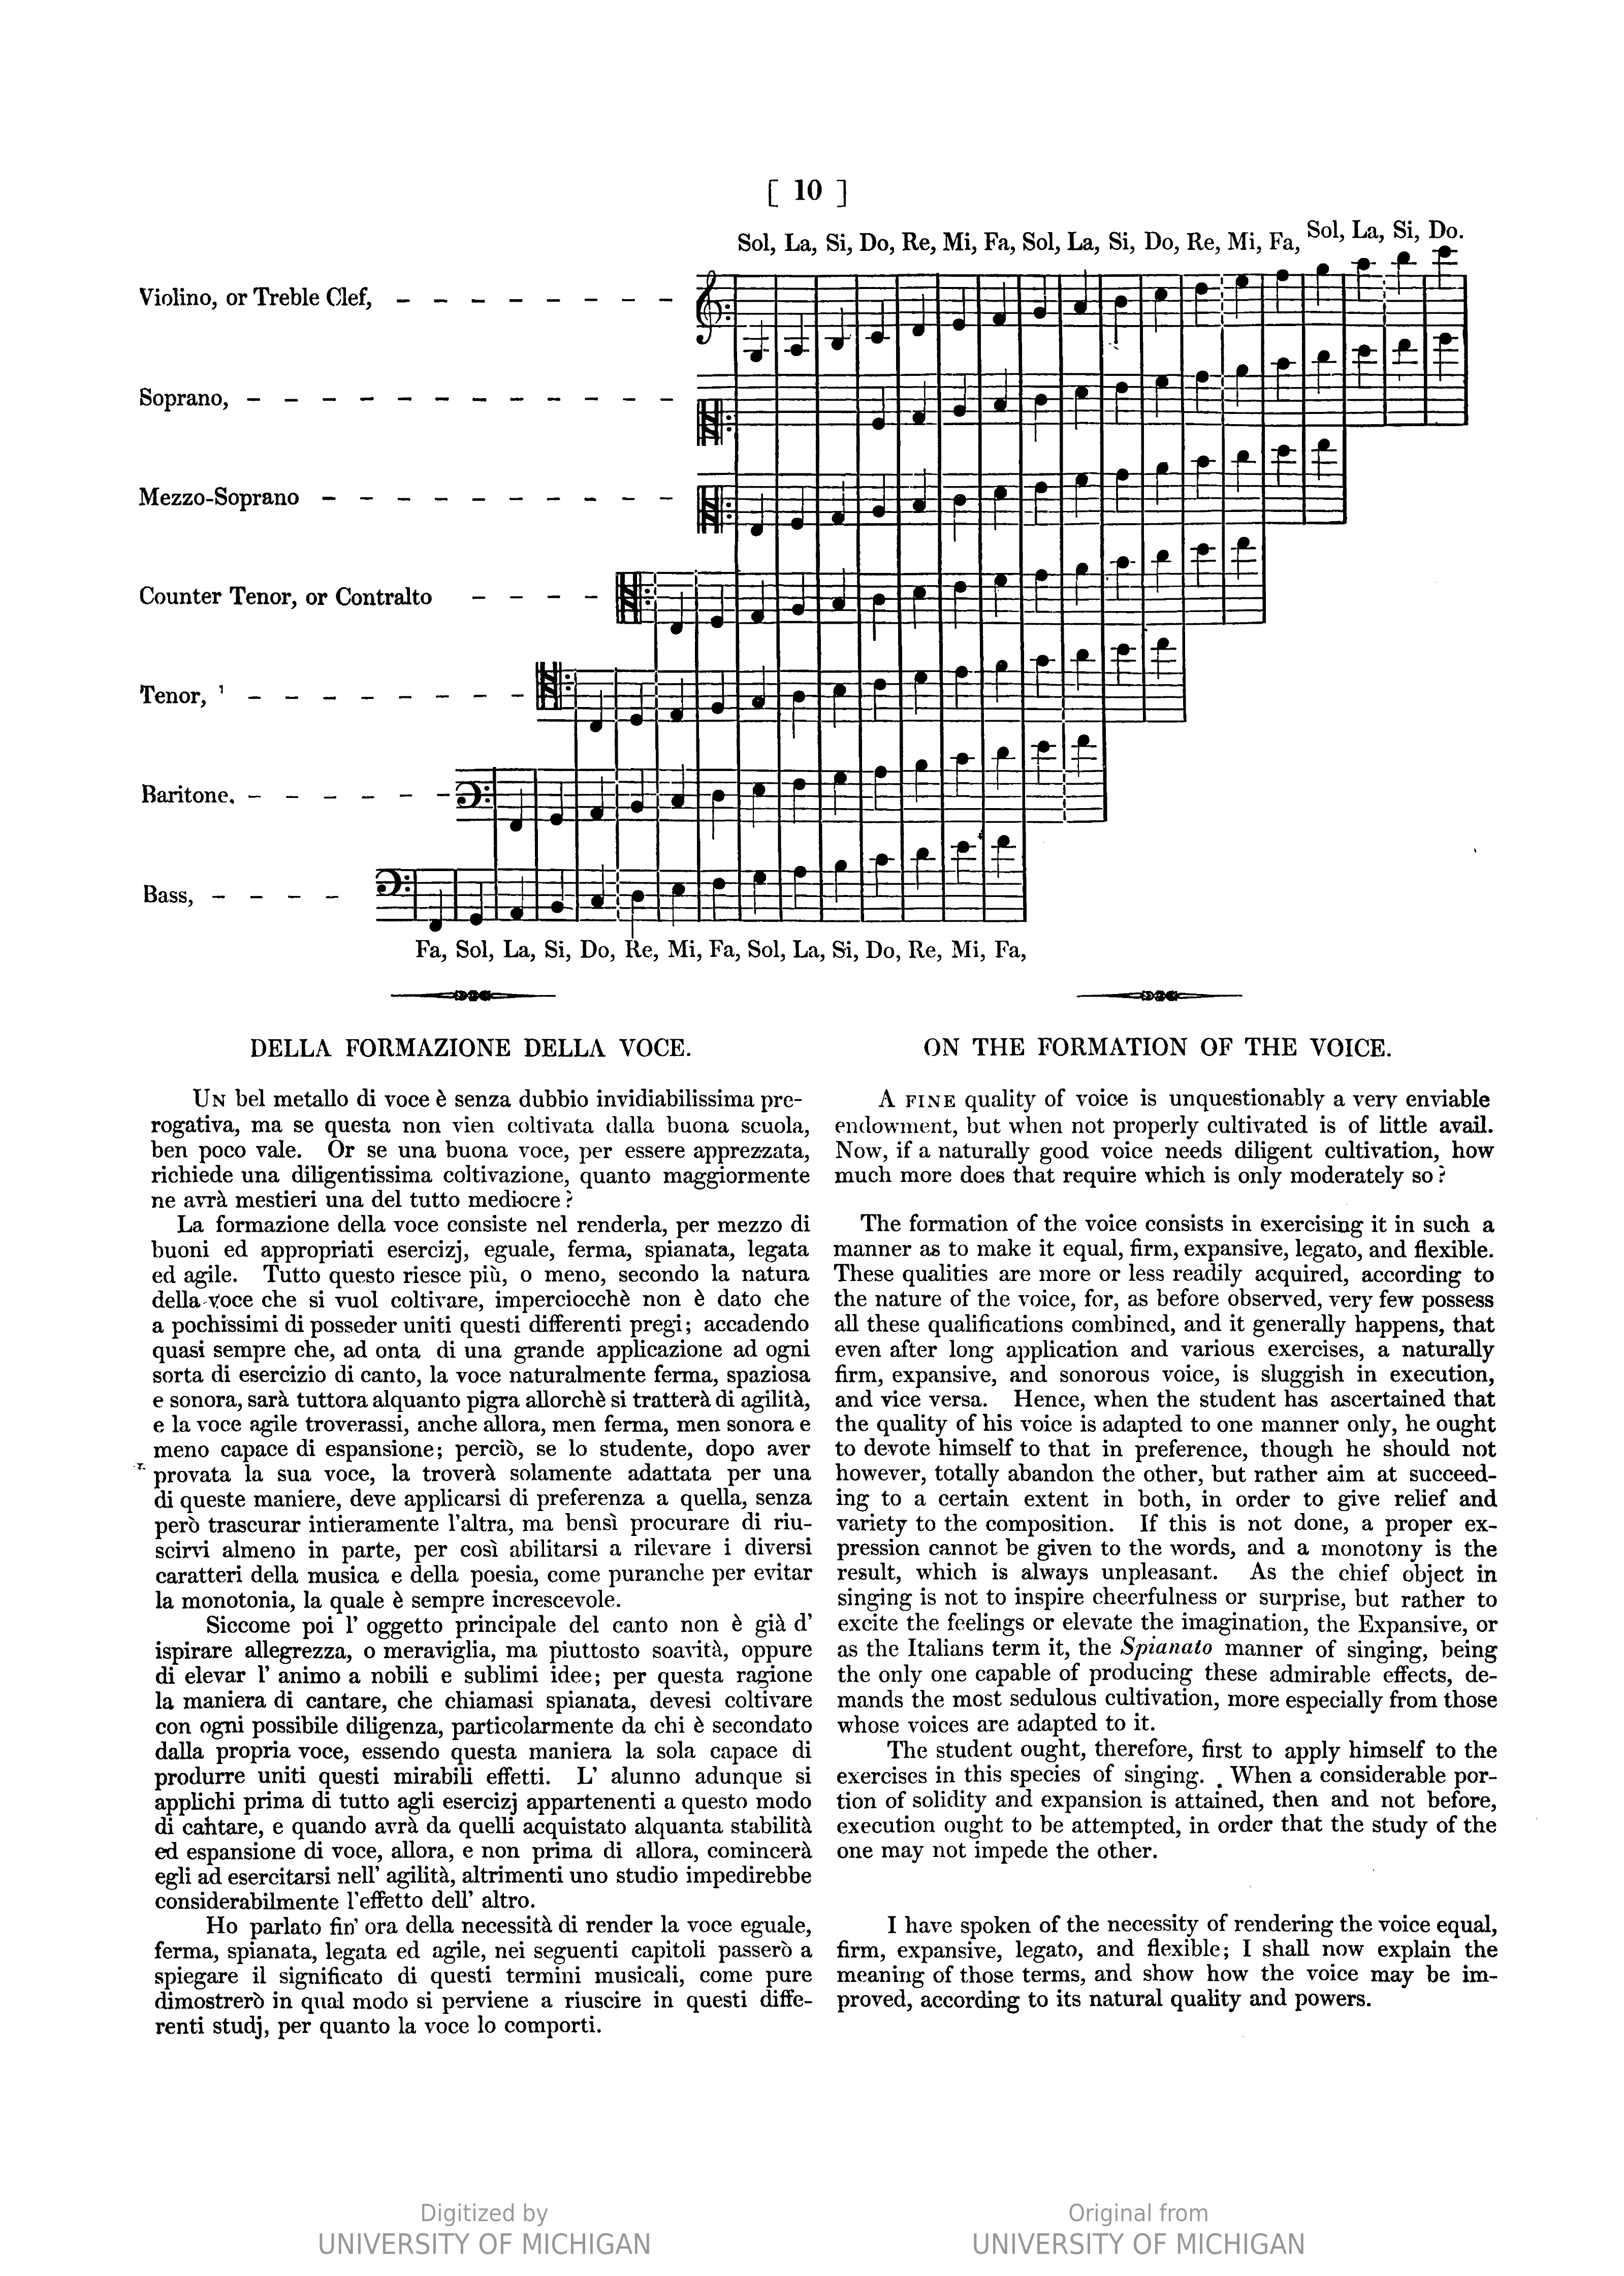 [ 10 ]
Sol, La, Si, Do, Re, Mi, Fa, Sol, La, Si, Do, Re, Mi, Fa, Sol, La, Si, Do.
Violino, or Treble Clef,
Soprano,
Mezzo-Soprano
Counter Tenor, or Contralto
Tenor,
Baritone.
Bass,
Fa, Sol, La, Si, Do, Re, Mi, Fa, Sol, La, Si, Do, Re, Mi, Fa,
DELLA FORMAZIONE DELLA VOCE.
UN bel metallo di voce è senza dubbio invidiabilissima pre-
rogativa, ma se questa non vien coltivata dalla buona scuola,
ben poco vale. Or se una buona voce, per essere apprezzata,
richiede una diligentissima coltivazione, quanto maggiormente
ne avrà mestieri una del tutto mediocre?
La formazione della voce consiste nel renderla, per mezzo di
buoni ed appropriati esercizj, eguale, ferma, spianata, legata
ed agile. Tutto questo riesce più, o meno, secondo la natura
della voce che si vuol coltivare, imperciocchè non è dato che
a pochissimi di posseder uniti questi differenti pregi; accadendo
quasi sempre che, ad onta di una grande applicazione ad ogni
sorta di esercizio di canto, la voce naturalmente ferma, spaziosa
e sonora, sarà tuttora alquanto pigra allorchè si tratterà di agilità,
e la voce agile troverassi, anche allora, men ferma, men sonora e
meno capace di espansione; perciò, se lo studente, dopo aver
provata la sua voce, la troverà solamente adattata per una
di queste maniere, deve applicarsi di preferenza a quella, senza
però trascurar intieramente l'altra, ma bensì procurare di riu-
scirvi almeno in parte, per così abilitarsi a rilevare i diversi
caratteri della musica e della poesia, come puranche per evitar
la monotonia, la quale è sempre increscevole.
Siccome poi l' oggetto principale del canto non è già d'
ispirare allegrezza, o meraviglia, ma piuttosto soavità, oppure
di elevar l' animo a nobili e sublimi idee; per questa ragione
la maniera di cantare, che chiamasi spianata, devesi coltivare
con ogni possibile diligenza, particolarmente da chi è secondato
dalla propria voce, essendo questa maniera la sola capace di
produrre uniti questi mirabili effetti. L' alunno adunque si
applichi prima di tutto agli esercizj appartenenti a questo modo
di cantare, e quando avrà da quelli acquistato alquanta stabilità
ed espansione di voce, allora, e non prima di allora, comincerà
egli ad esercitarsi nell' agilità, altrimenti uno studio impedirebbe
considerabilmente l'effetto dell' altro.
Ho parlato fin' ora della necessità di render la voce eguale,
ferma, spianata, legata ed agile, nei seguenti capitoli passerò a
spiegare il significato di questi termini musicali, come pure
dimostrerò in qual modo si perviene a riuscire in questi diffe-
renti studj, per quanto la voce lo comporti.
ON THE FORMATION OF THE VOICE.
A FINE quality of voice is unquestionably a very enviable
endowment, but when not properly cultivated is of little avail.
Now, if a naturally good voice needs diligent cultivation, how
much more does that require which is only moderately so?
The formation of the voice consists in exercising it in such a
manner as to make it equal, firm, expansive, legato, and flexible.
These qualities are more or less readily acquired, according to
the nature of the voice, for, as before observed, very few possess
all these qualifications combined, and it generally happens, that
even after long application and various exercises, a naturally
firm, expansive, and sonorous voice, is sluggish in execution,
and vice versa. Hence, when the student has ascertained that
the quality of his voice is adapted to one manner only, he ought
to devote himself to that in preference, though he should not
however, totally abandon the other, but rather aim at succeed-
ing to a certain extent in both, in order to give relief and
variety to the composition. If this is not done, a proper ex-
pression cannot be given to the words, and a monotony is the
result, which is always unpleasant. As the chief object in
singing is not to inspire cheerfulness or surprise, but rather to
excite the feelings or elevate the imagination, the Expansive, or
as the Italians term it, the Spianato manner of singing, being
the only one capable of producing these admirable effects, de-
mands the most sedulous cultivation, more especially from those
whose voices are adapted to it.
The student ought, therefore, first to apply himself to the
exercises in this species of singing. When a considerable por-
tion of solidity and expansion is attained, then and not before,
execution ought to be attempted, in order that the study of the
one may not impede the other.
I have spoken of the necessity of rendering the voice equal,
firm, expansive, legato, and flexible; I shall now explain the
meaning of those terms, and show how the voice may be im-
proved, according to its natural quality and powers.
Digitized by
UNIVERSITY OF MICHIGAN
Original from
UNIVERSITY OF MICHIGAN